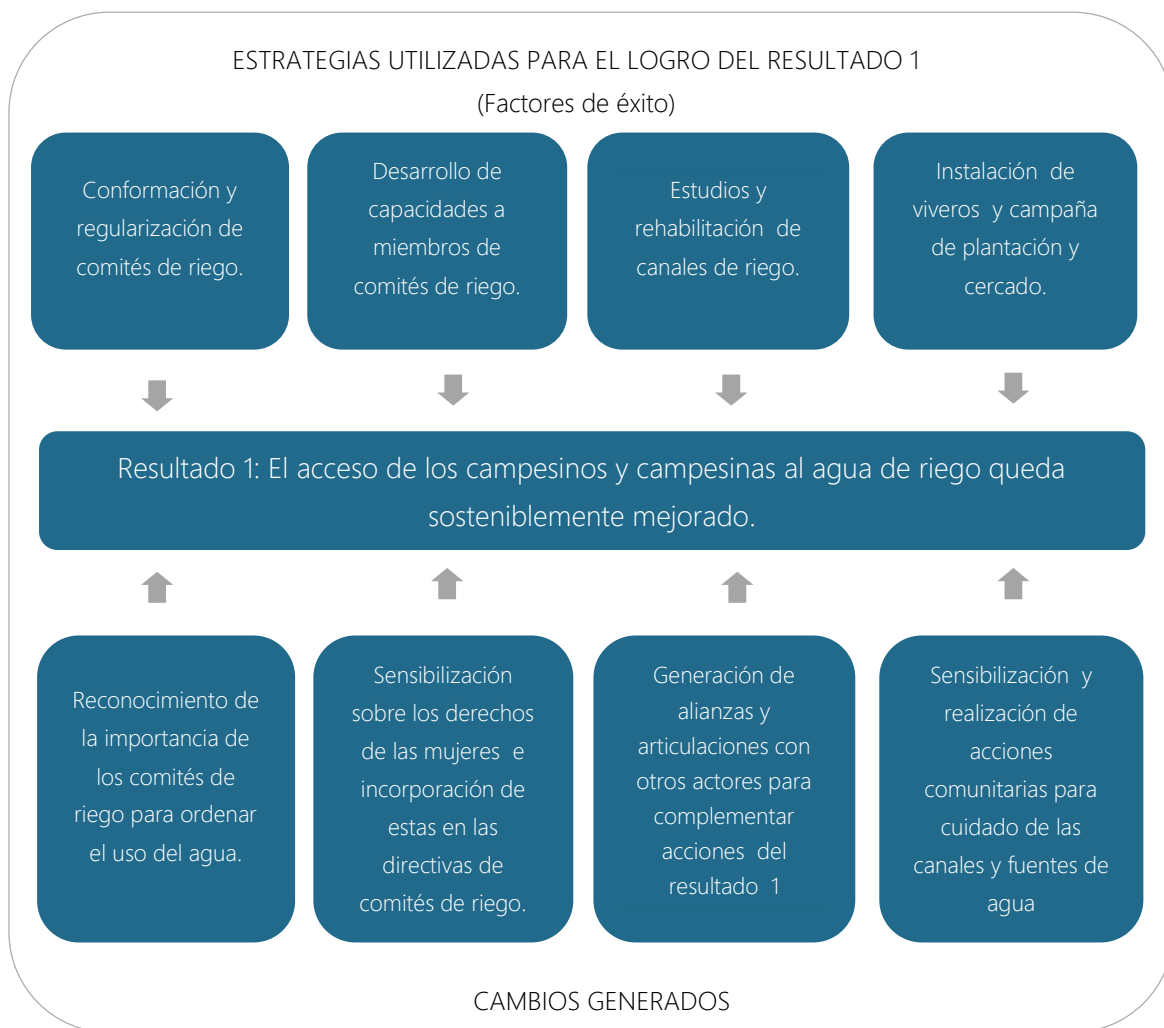 ESTRATEGIAS UTILIZADAS PARA EL LOGRO DEL RESULTADO 1
(Factores de éxito)
Conformación y
regularización de
comités de riego.
Desarrollo de
capacidades a
miembros de
comités de riego.
Estudios y
rehabilitación de
canales de riego.
Instalación de
viveros y campaña
de plantación y
cercado.
Resultado 1: El acceso de los campesinos y campesinas al agua de riego queda
sosteniblemente mejorado.
Reconocimiento de
la importancia de
los comités de
riego para ordenar
el uso del agua.
Sensibilización
sobre los derechos
de las mujeres e
incorporación de
estas en las
directivas de
comités de riego.
Generación de
alianzas y
articulaciones con
otros actores para
complementar
acciones del
resultado 1
Sensibilización y
realización de
acciones
comunitarias para
cuidado de las
canales y fuentes de
agua
CAMBIOS GENERADOS